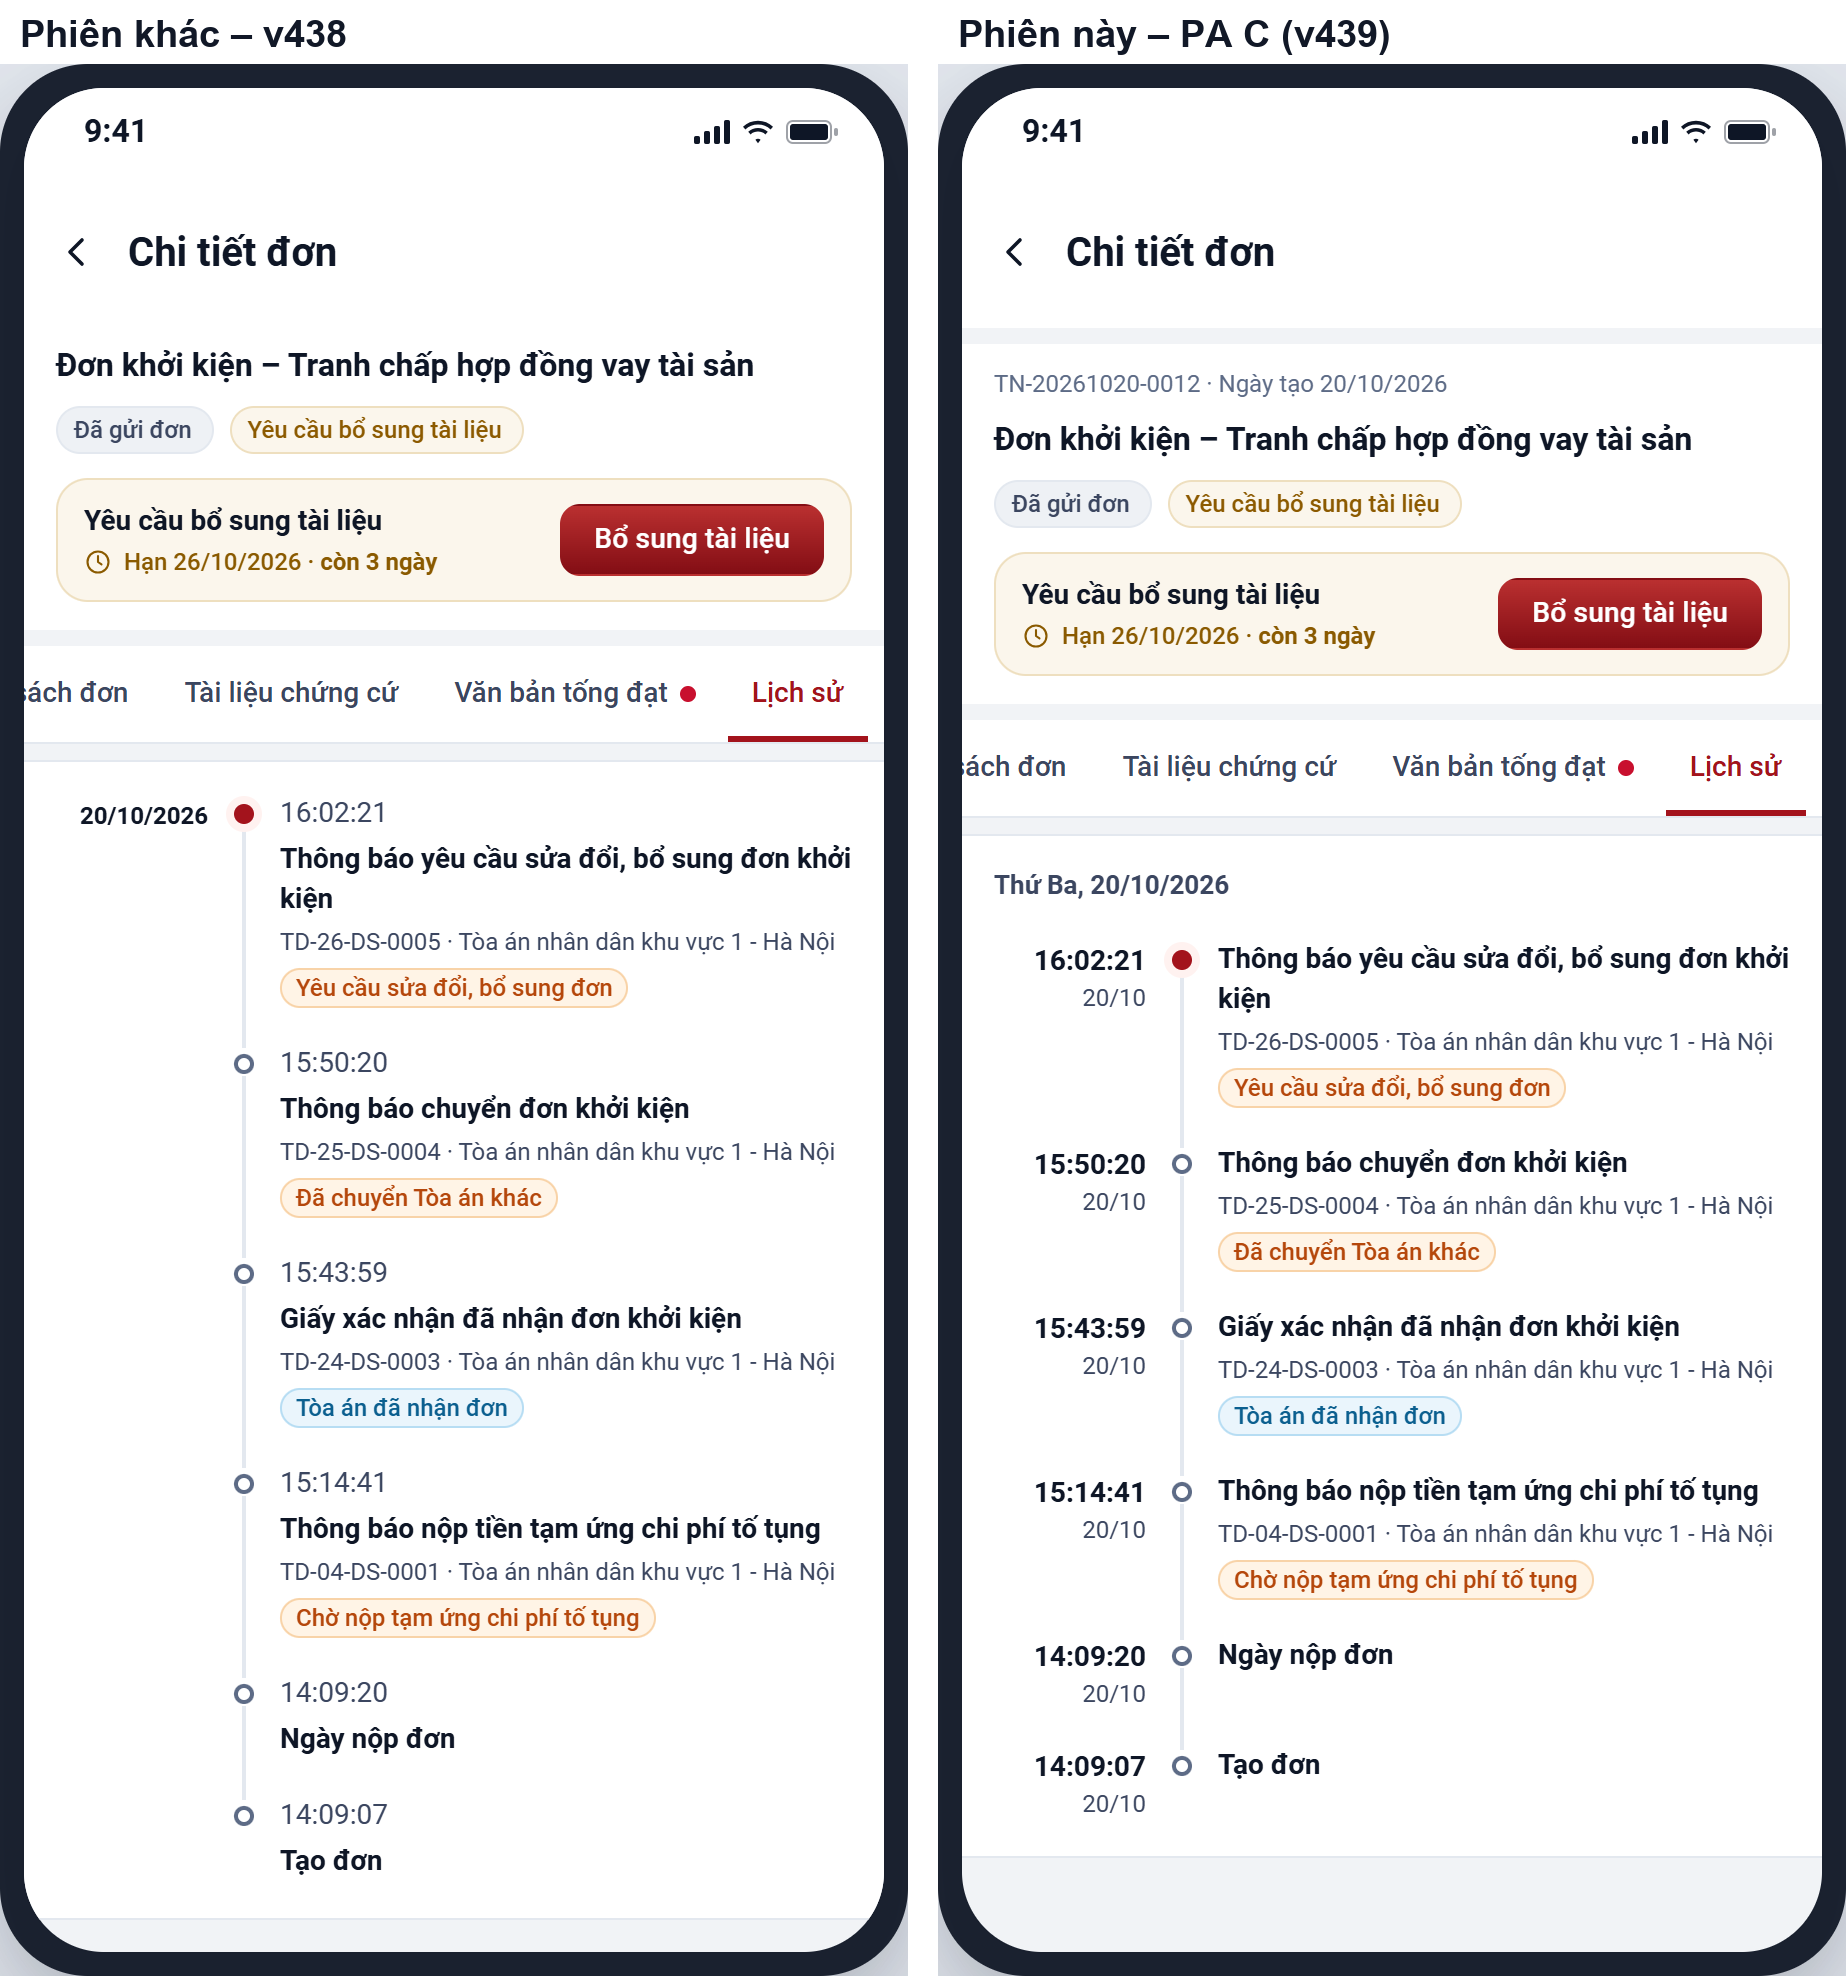 Phiên khác – v438
9:41
Chi tiết đơn
Đơn khởi kiện – Tranh chấp hợp đồng vay tài sản
Đã gửi đơn
Yêu cầu bổ sung tài liệu
Yêu cầu bổ sung tài liệu
Hạn 26/10/2026 · còn 3 ngày
Bổ sung tài liệu
sách đơn
Tài liệu chứng cứ
Văn bản tống đạt
Lịch sử
20/10/2026
16:02:21
Thông báo yêu cầu sửa đổi, bổ sung đơn khởi
kiện
TD-26-DS-0005 · Tòa án nhân dân khu vực 1 - Hà Nội
Yêu cầu sửa đổi, bổ sung đơn
15:50:20
Thông báo chuyển đơn khởi kiện
TD-25-DS-0004 · Tòa án nhân dân khu vực 1 - Hà Nội
Đã chuyển Tòa án khác
15:43:59
Giấy xác nhận đã nhận đơn khởi kiện
TD-24-DS-0003 · Tòa án nhân dân khu vực 1 - Hà Nội
Tòa án đã nhận đơn
15:14:41
Thông báo nộp tiền tạm ứng chi phí tố tụng
TD-04-DS-0001 · Tòa án nhân dân khu vực 1 - Hà Nội
Chờ nộp tạm ứng chi phí tố tụng
14:09:20
Ngày nộp đơn
14:09:07
Tạo đơn
Phiên này – PA C (v439)
9:41
Chi tiết đơn
TN-20261020-0012 · Ngày tạo 20/10/2026
Đơn khởi kiện – Tranh chấp hợp đồng vay tài sản
Đã gửi đơn
Yêu cầu bổ sung tài liệu
Yêu cầu bổ sung tài liệu
Hạn 26/10/2026 · còn 3 ngày
Bổ sung tài liệu
sách đơn
Tài liệu chứng cứ
Văn bản tống đạt
Lịch sử
Thứ Ba, 20/10/2026
16:02:21
20/10
Thông báo yêu cầu sửa đổi, bổ sung đơn khởi
kiện
TD-26-DS-0005 · Tòa án nhân dân khu vực 1 - Hà Nội
Yêu cầu sửa đổi, bổ sung đơn
15:50:20
20/10
Thông báo chuyển đơn khởi kiện
TD-25-DS-0004 · Tòa án nhân dân khu vực 1 - Hà Nội
Đã chuyển Tòa án khác
15:43:59
20/10
Giấy xác nhận đã nhận đơn khởi kiện
TD-24-DS-0003 · Tòa án nhân dân khu vực 1 - Hà Nội
Tòa án đã nhận đơn
15:14:41
20/10
Thông báo nộp tiền tạm ứng chi phí tố tụng
TD-04-DS-0001 · Tòa án nhân dân khu vực 1 - Hà Nội
Chờ nộp tạm ứng chi phí tố tụng
14:09:20
20/10
Ngày nộp đơn
14:09:07
20/10
Tạo đơn